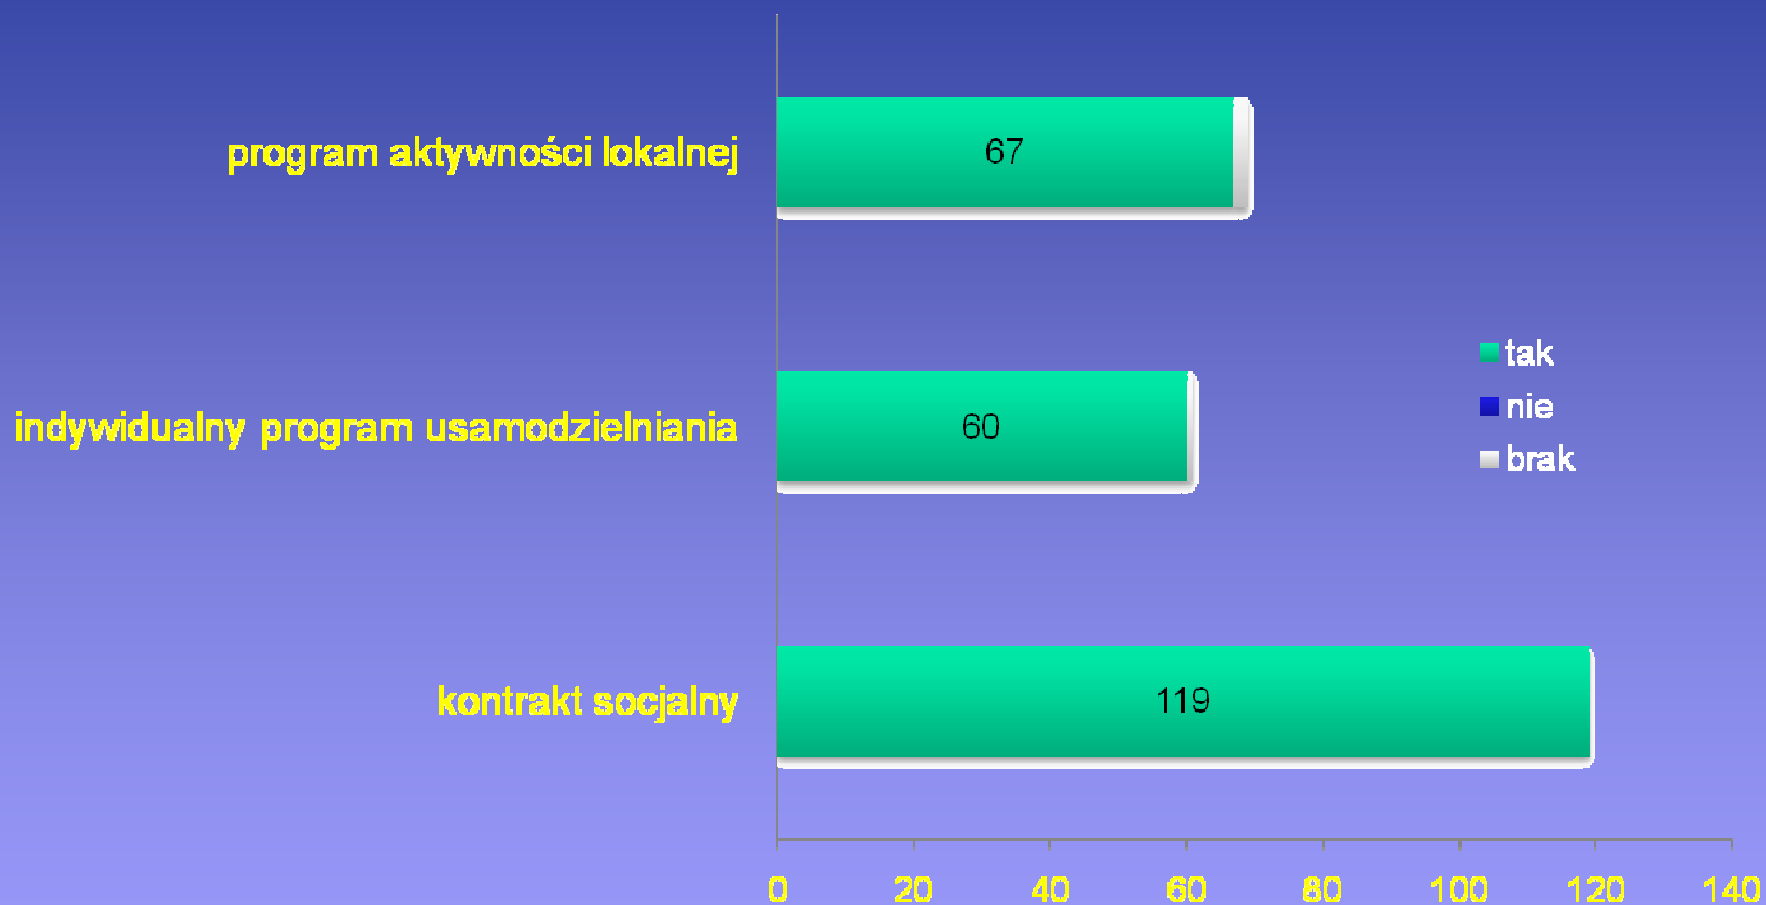 program aktywności lokalnej
67
indywidualny program usamodzielniania
60
kontrakt socjalny
119
tak
nie
brak
0 20 40 60 80 100 120 140